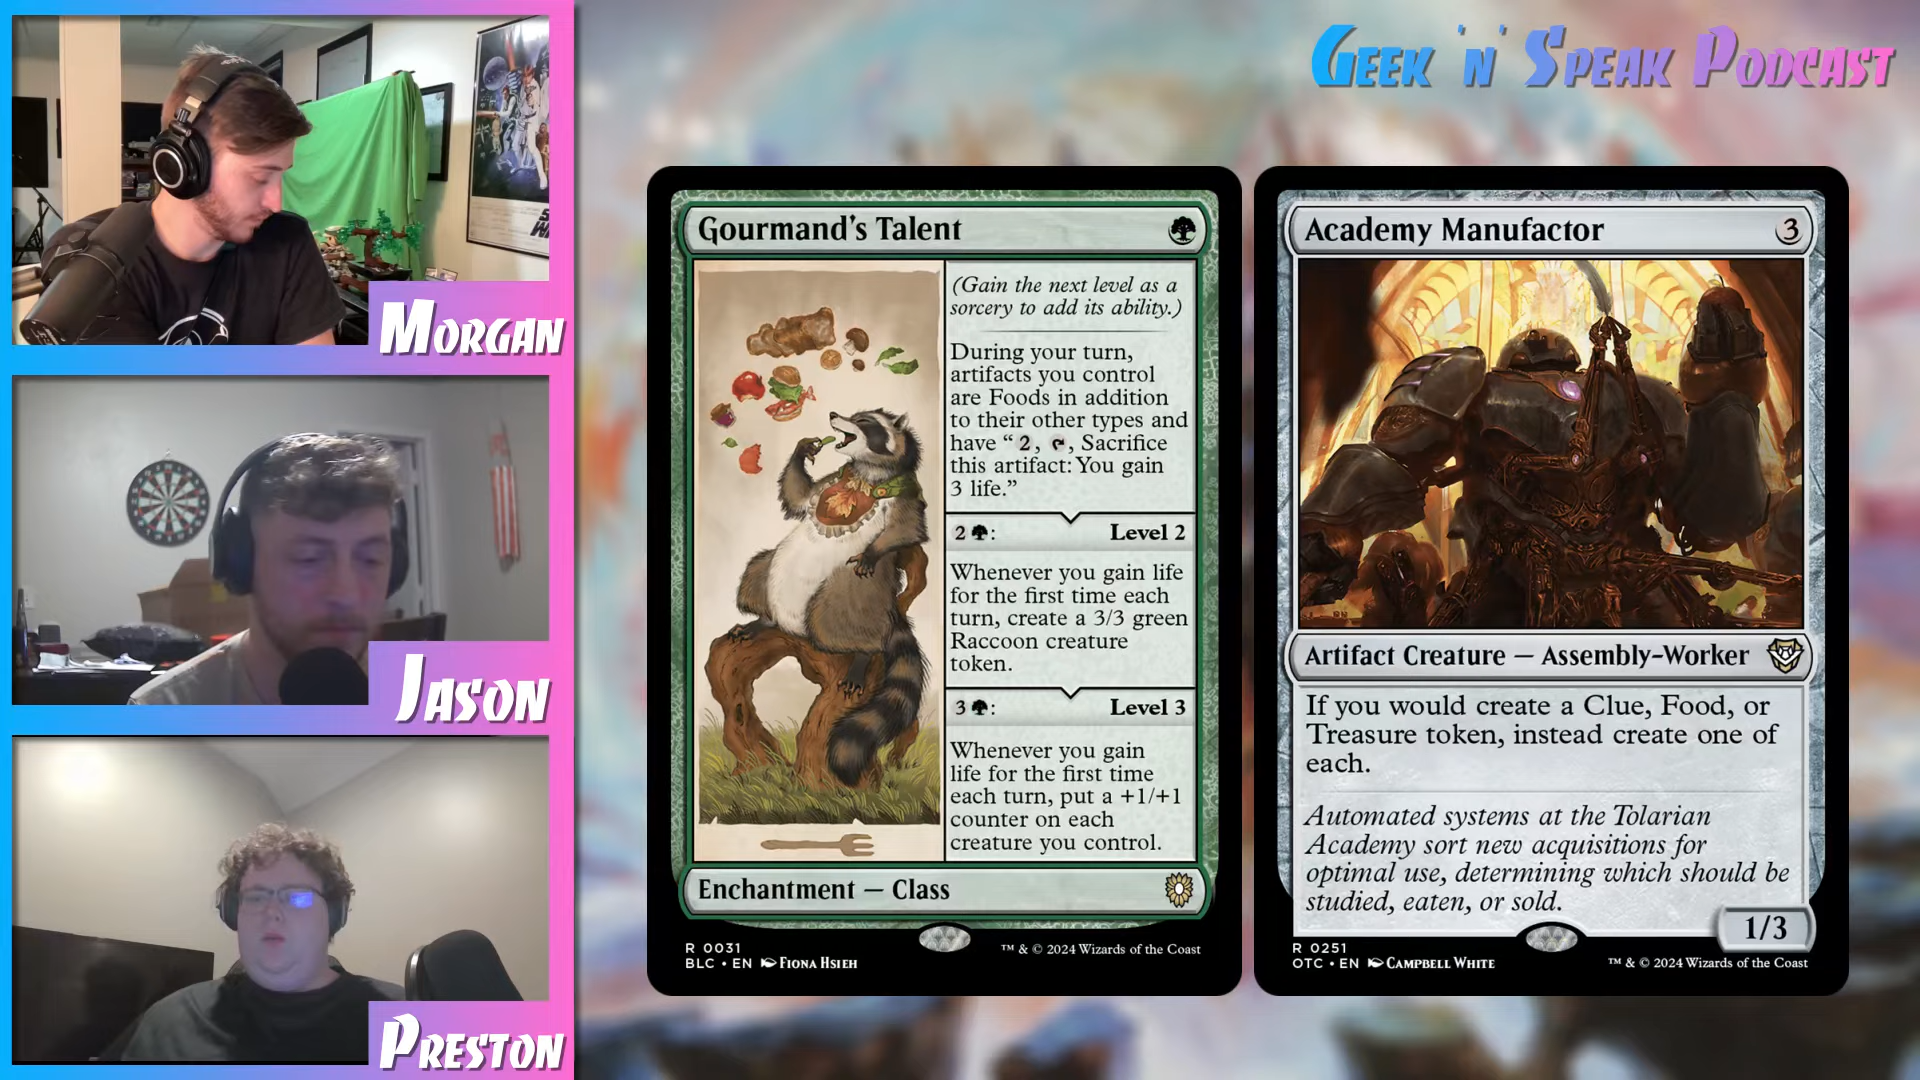 Geek 'n' Speak Podcast
Morgan
Jason
Preston
Gourmand's Talent
(Gain the next level as a
sorcery to add its ability.)
During your turn,
artifacts you control
are Foods in addition
to their other types and
have “2, , Sacrifice
this artifact: You gain
3 life.”
2 : Level 2
Whenever you gain life
for the first time each
turn, create a 3/3 green
Raccoon creature
token.
3 : Level 3
Whenever you gain
life for the first time
each turn, put a +1/+1
counter on each
creature you control.
Enchantment — Class
R 0031
BLC • EN Fiona Hsieh
™ & © 2024 Wizards of the Coast
Academy Manufactor 3
Artifact Creature — Assembly-Worker
If you would create a Clue, Food, or
Treasure token, instead create one of
each.
Automated systems at the Tolarian
Academy sort new acquisitions for
optimal use, determining which should be
studied, eaten, or sold.
1/3
R 0251
OTC • EN Campbell White
™ & © 2024 Wizards of the Coast